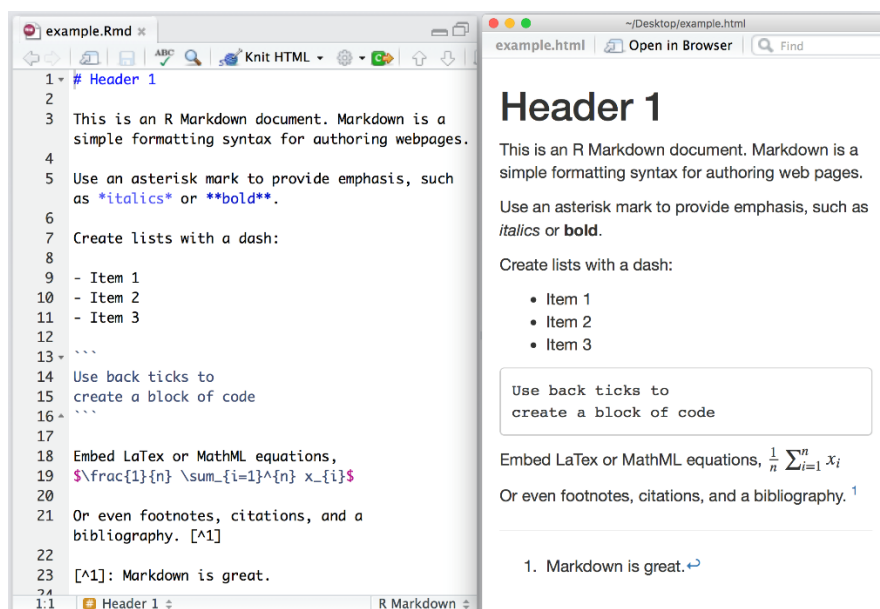 example.Rmd
ABC
Knit HTML
1 # Header 1
2
3 This is an R Markdown document. Markdown is a
simple formatting syntax for authoring webpages.
4
5 Use an asterisk mark to provide emphasis, such
as *italics* or **bold**.
6
7 Create lists with a dash:
8
9 - Item 1
10 - Item 2
11 - Item 3
12
13 ```
14 Use back ticks to
15 create a block of code
16 ```
17
18 Embed LaTex or MathML equations,
19 $\frac{1}{n} \sum_{i=1}^{n} x_{i}$
20
21 Or even footnotes, citations, and a
bibliography. [^1]
22
23 [^1]: Markdown is great.
24
1:1 # Header 1 R Markdown
~/Desktop/example.html
example.html Open in Browser Find
Header 1
This is an R Markdown document. Markdown is a
simple formatting syntax for authoring web pages.
Use an asterisk mark to provide emphasis, such as
italics or bold.
Create lists with a dash:
• Item 1
• Item 2
• Item 3
Use back ticks to
create a block of code
Embed LaTex or MathML equations, 1/n ∑ⁿᵢ₌₁ xᵢ
Or even footnotes, citations, and a bibliography. 1
1. Markdown is great.↩